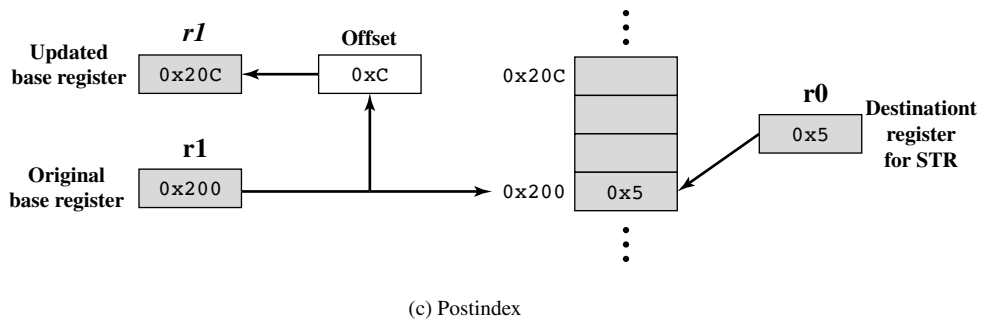 r1
Offset
Updated
base register
0x20C
0xC
0x20C
r0
Destinationt
register
for STR
0x5
r1
Original
base register
0x200
0x200
0x5
(c) Postindex